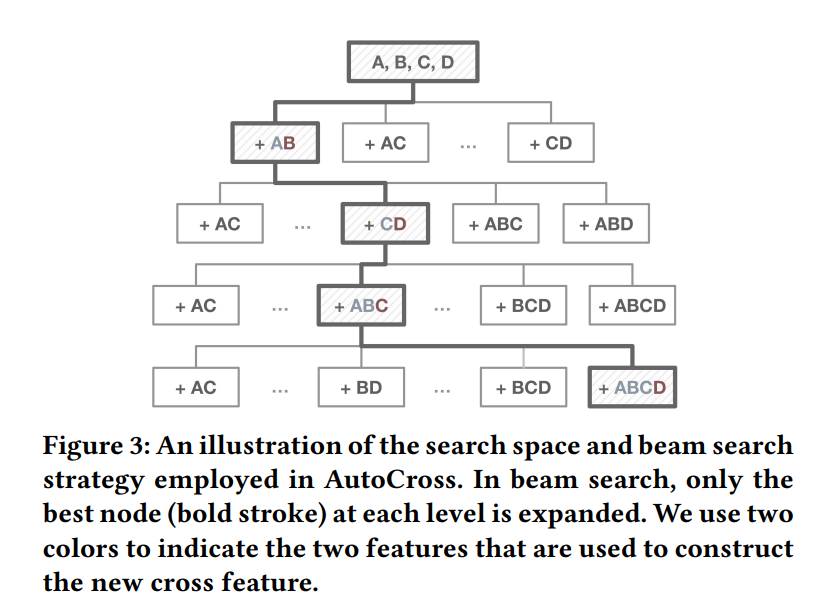 A, B, C, D
+ AB + AC ... + CD
+ AC ... + CD + ABC + ABD
+ AC ... + ABC ... + BCD + ABCD
+ AC ... + BD ... + BCD + ABCD
Figure 3: An illustration of the search space and beam search
strategy employed in AutoCross. In beam search, only the
best node (bold stroke) at each level is expanded. We use two
colors to indicate the two features that are used to construct
the new cross feature.